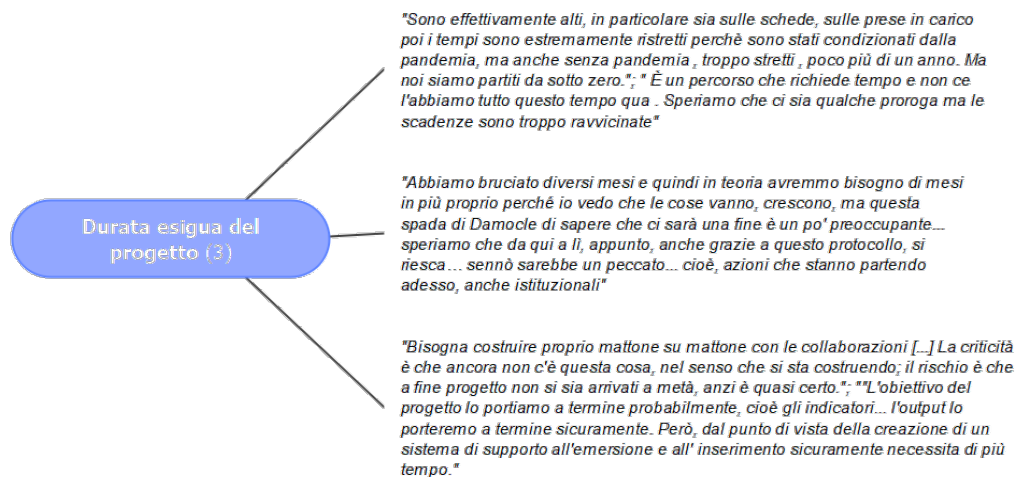 Durata esigua del
progetto (3)
"Sono effettivamente alti, in particolare sia sulle schede, sulle prese in carico
poi i tempi sono estremamente ristretti perchè sono stati condizionati dalla
pandemia, ma anche senza pandemia , troppo stretti , poco più di un anno. Ma
noi siamo partiti da sotto zero."; " È un percorso che richiede tempo e non ce
l'abbiamo tutto questo tempo qua . Speriamo che ci sia qualche proroga ma le
scadenze sono troppo ravvicinate"
"Abbiamo bruciato diversi mesi e quindi in teoria avremmo bisogno di mesi
in più proprio perché io vedo che le cose vanno, crescono, ma questa
spada di Damocle di sapere che ci sarà una fine è un po' preoccupante...
speriamo che da qui a lì, appunto, anche grazie a questo protocollo, si
riesca... sennò sarebbe un peccato... cioè, azioni che stanno partendo
adesso, anche istituzionali"
"Bisogna costruire proprio mattone su mattone con le collaborazioni [...] La criticità
è che ancora non c'è questa cosa, nel senso che si sta costruendo; il rischio è che
a fine progetto non si sia arrivati a metà, anzi è quasi certo."; ""L'obiettivo del
progetto lo portiamo a termine probabilmente, cioè gli indicatori... l'output lo
porteremo a termine sicuramente. Però, dal punto di vista della creazione di un
sistema di supporto all'emersione e all' inserimento sicuramente necessita di più
tempo."